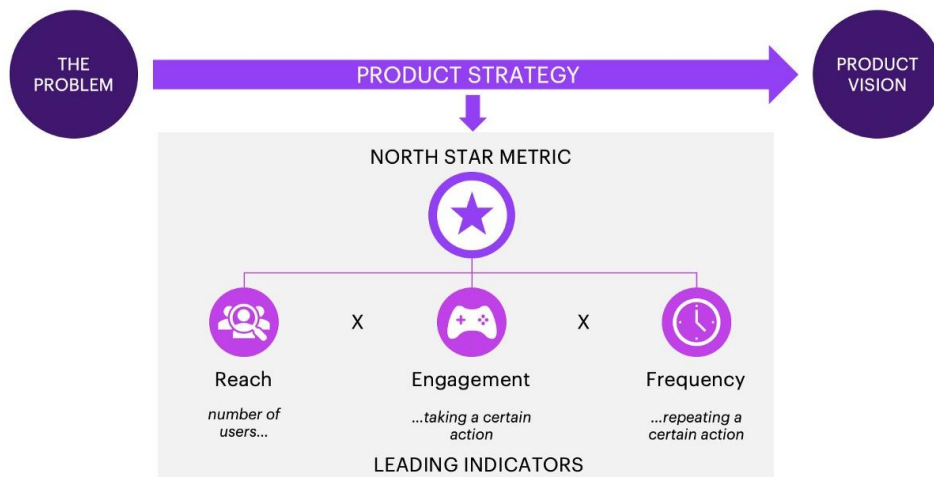 THE
PROBLEM
PRODUCT STRATEGY
PRODUCT
VISION
NORTH STAR METRIC
X
X
Reach
Engagement
Frequency
number of
users...
...taking a certain
action
...repeating a
certain action
LEADING INDICATORS